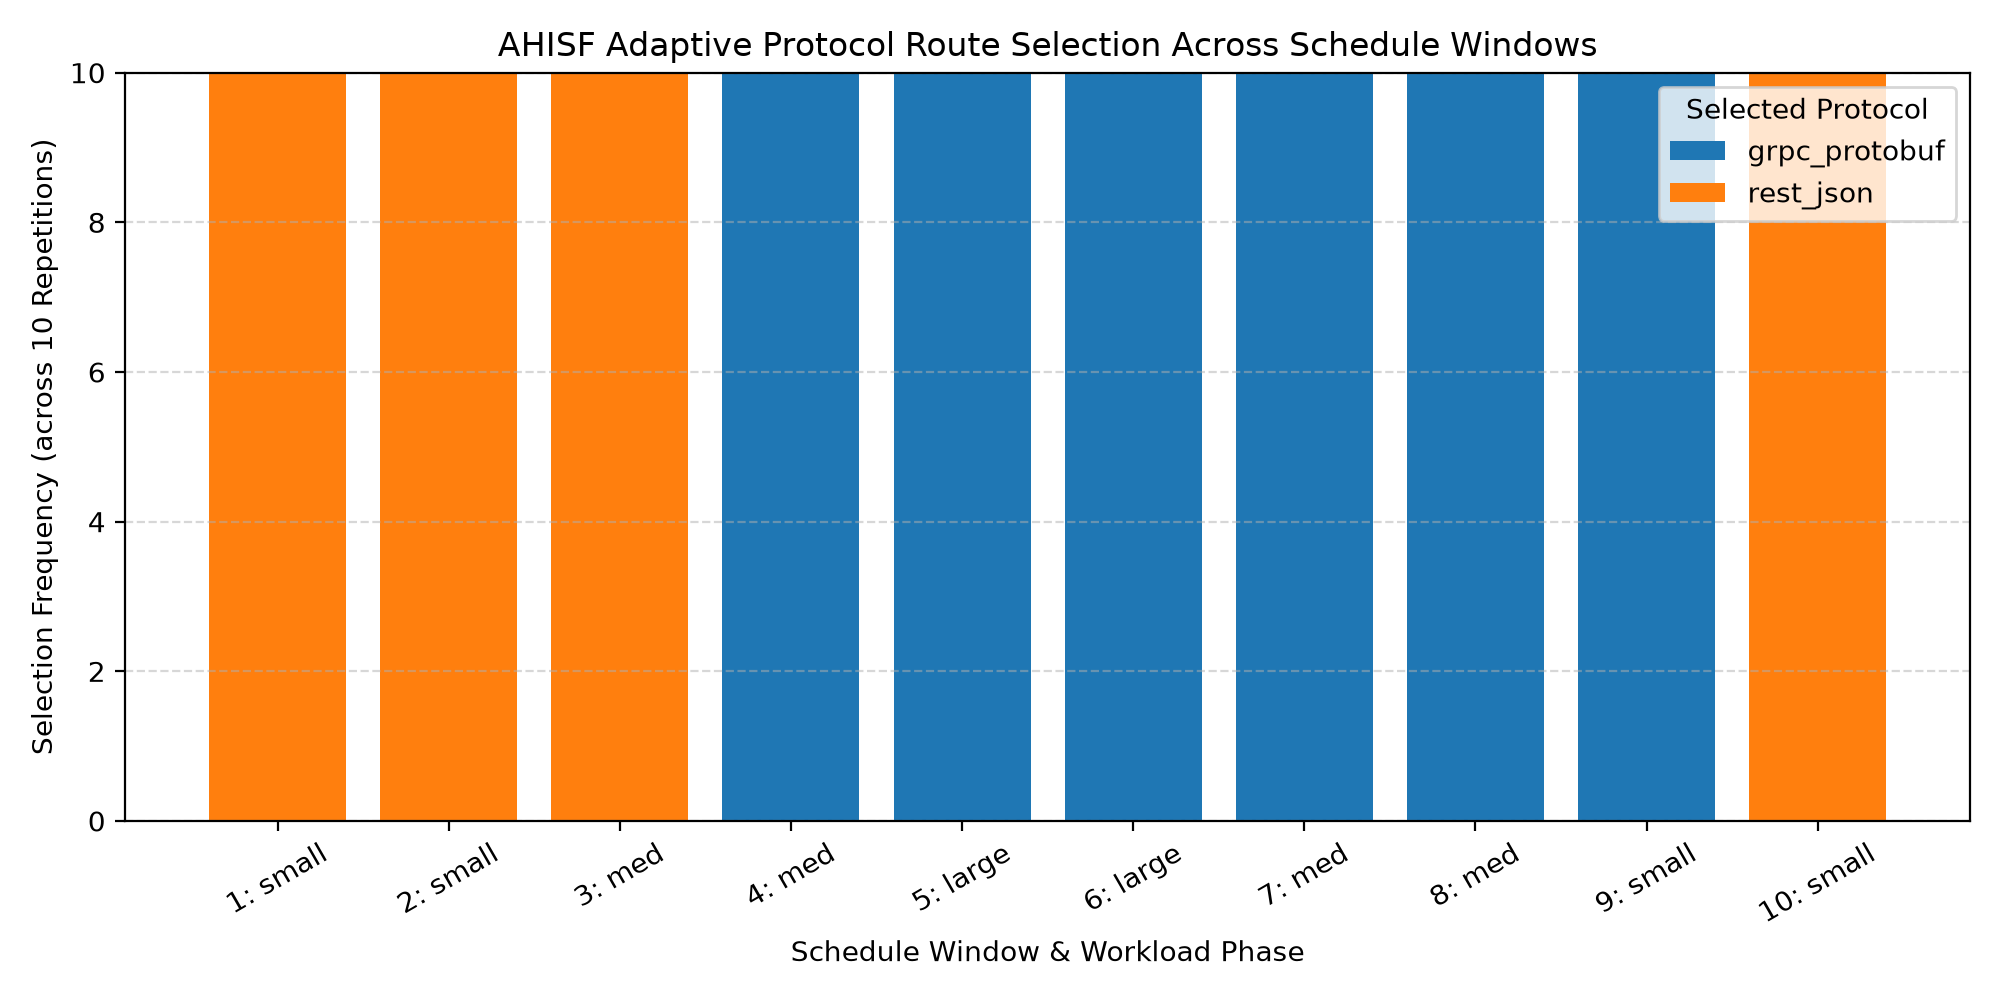 AHISF Adaptive Protocol Route Selection Across Schedule Windows
Selection Frequency (across 10 Repetitions)
10
8
6
4
2
0
Selected Protocol
grpc_protobuf
rest_json
1: small
2: small
3: med
4: med
5: large
6: large
7: med
8: med
9: small
10: small
Schedule Window & Workload Phase